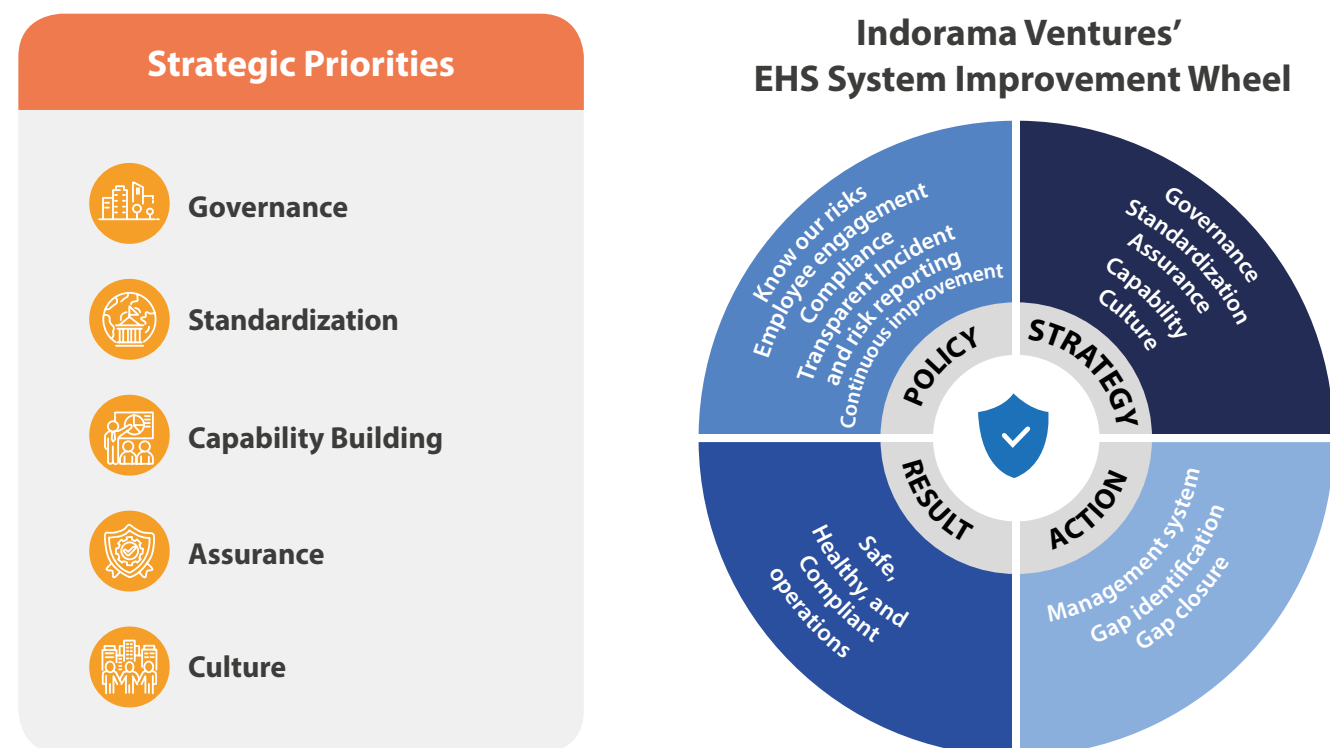 Strategic Priorities
Governance
Standardization
Capability Building
Assurance
Culture
Indorama Ventures’
EHS System Improvement Wheel
Know our risks
Employee engagement
Compliance
Transparent Incident
and risk reporting
Continuous improvement
POLICY
Governance
Standardization
Assurance
Capability
Culture
STRATEGY
RESULT
Safe,
Healthy, and
Compliant
operations
ACTION
Management system
Gap identification
Gap closure